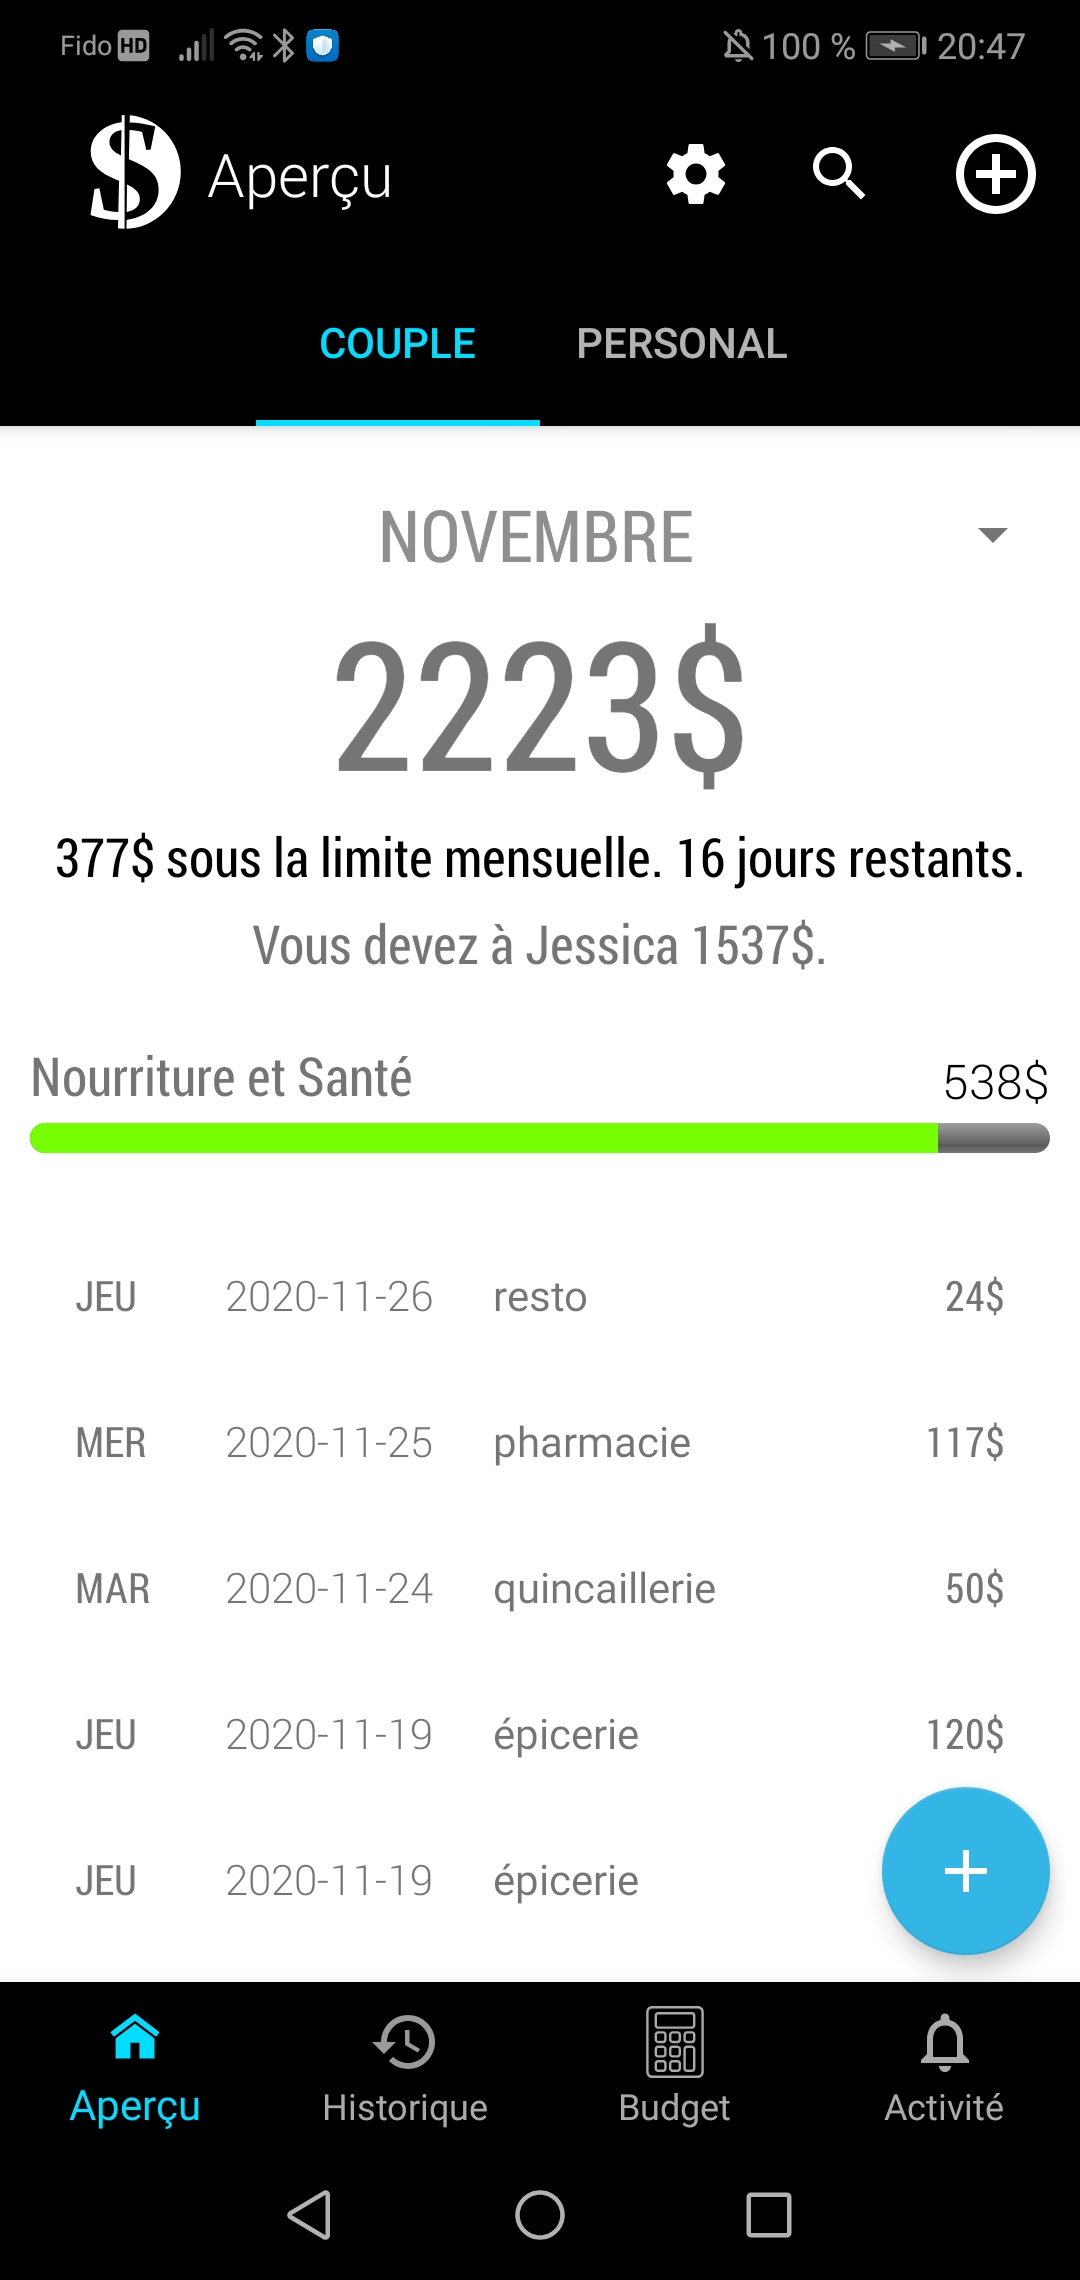 Fido HD 100 % 20:47
Aperçu
COUPLE PERSONAL
NOVEMBRE
2223$
377$ sous la limite mensuelle. 16 jours restants.
Vous devez à Jessica 1537$.
Nourriture et Santé 538$
JEU 2020-11-26 resto 24$
MER 2020-11-25 pharmacie 117$
MAR 2020-11-24 quincaillerie 50$
JEU 2020-11-19 épicerie 120$
JEU 2020-11-19 épicerie
Aperçu Historique Budget Activité